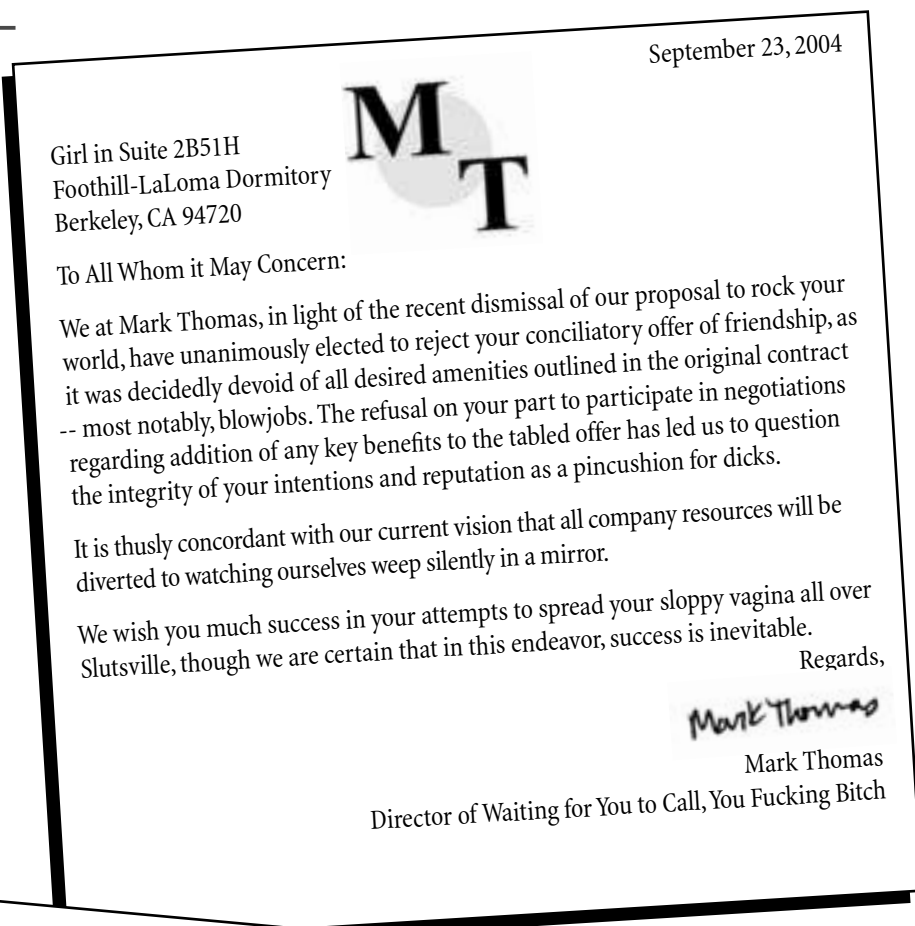 September 23, 2004
M
T
Girl in Suite 2B51H
Foothill-LaLoma Dormitory
Berkeley, CA 94720
To All Whom it May Concern:
We at Mark Thomas, in light of the recent dismissal of our proposal to rock your
world, have unanimously elected to reject your conciliatory offer of friendship, as
it was decidedly devoid of all desired amenities outlined in the original contract
-- most notably, blowjobs. The refusal on your part to participate in negotiations
regarding addition of any key benefits to the tabled offer has led us to question
the integrity of your intentions and reputation as a pincushion for dicks.
It is thusly concordant with our current vision that all company resources will be
diverted to watching ourselves weep silently in a mirror.
We wish you much success in your attempts to spread your sloppy vagina all over
Slutsville, though we are certain that in this endeavor, success is inevitable.
Regards,
Mark Thomas
Mark Thomas
Director of Waiting for You to Call, You Fucking Bitch